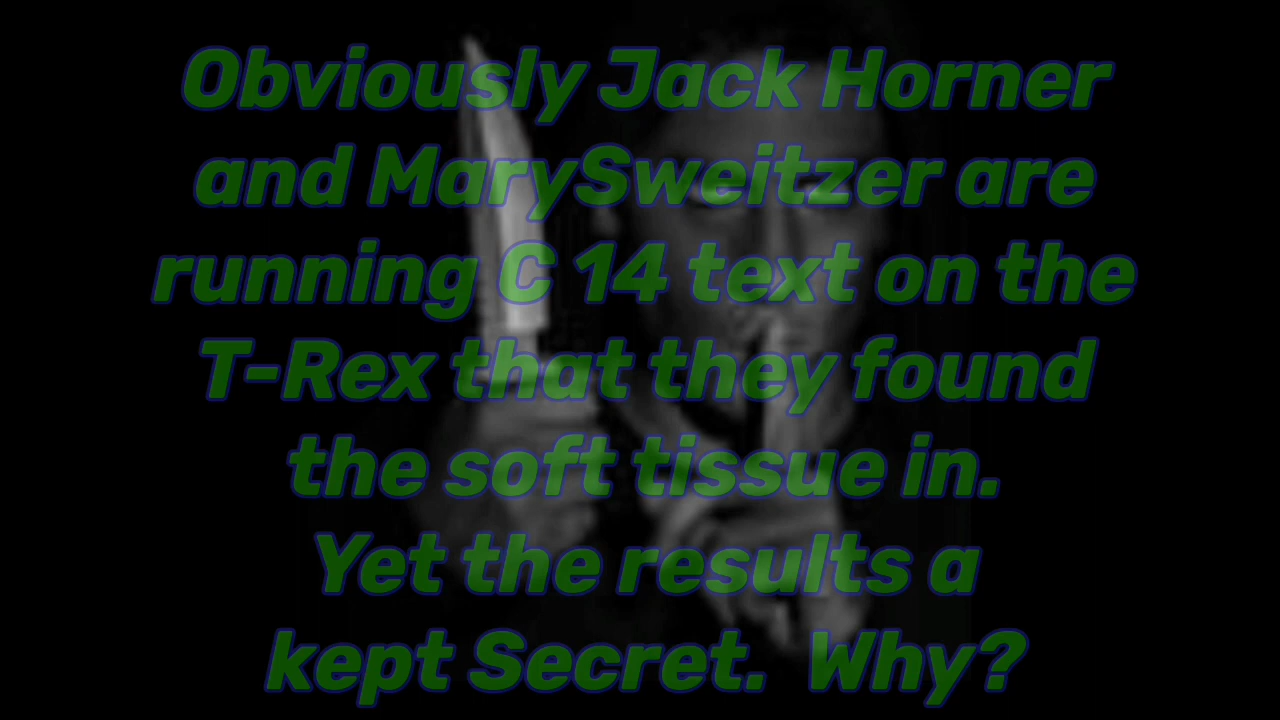 Obviously Jack Horner
and MarySweitzer are
running C 14 text on the
T-Rex that they found
the soft tissue in.
Yet the results a
kept Secret. Why?